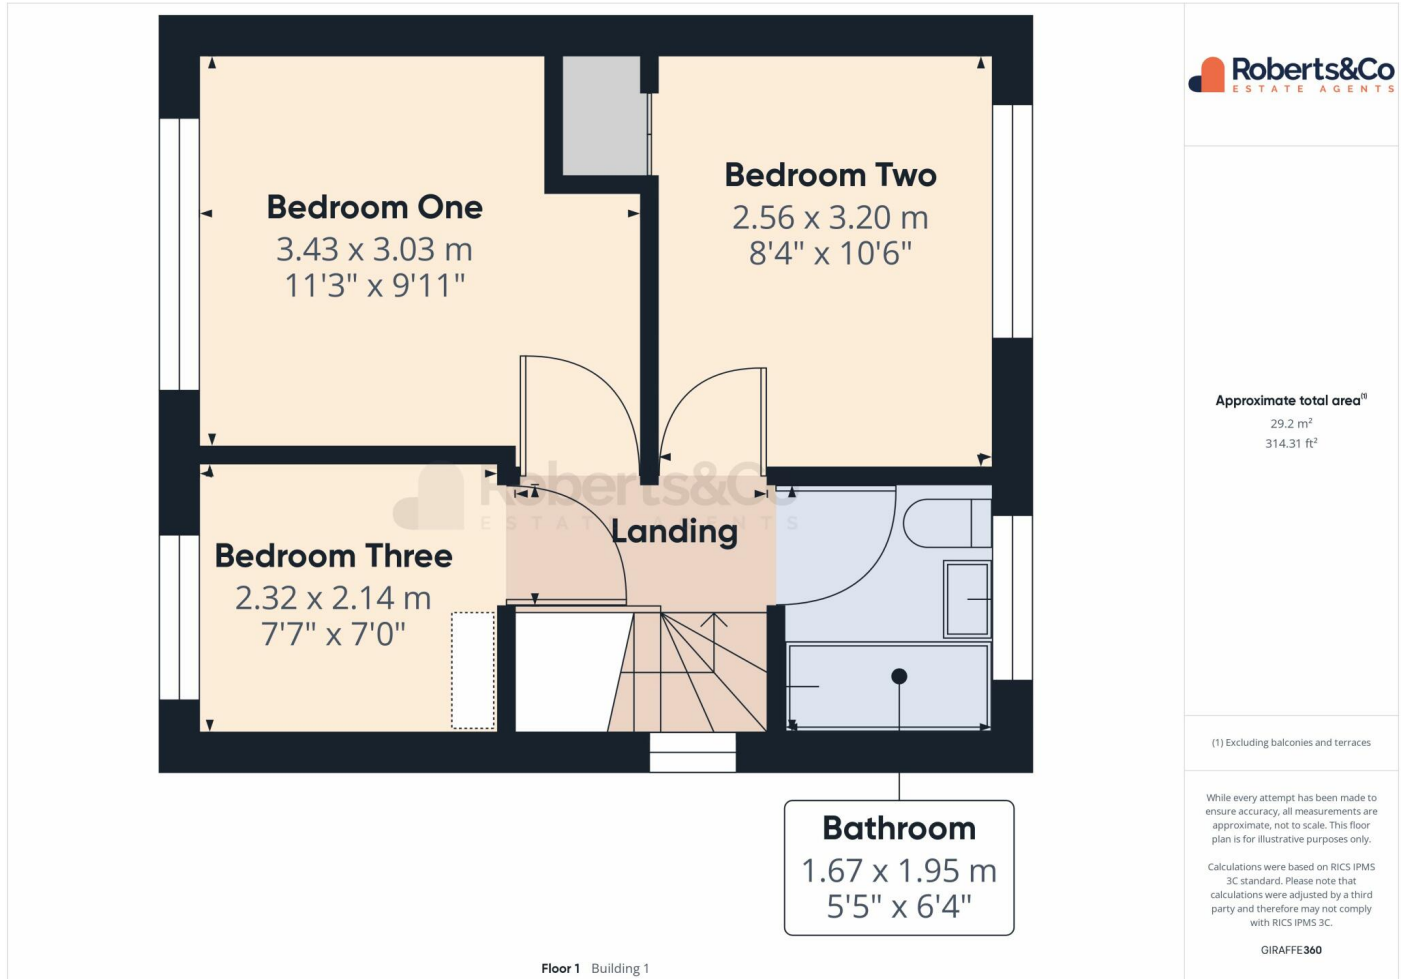 Roberts&Co
ESTATE AGENTS
Bedroom One
3.43 x 3.03 m
11'3" x 9'11"
Bedroom Two
2.56 x 3.20 m
8'4" x 10'6"
Roberts&Co
ESTATE AGENTS
Landing
Bedroom Three
2.32 x 2.14 m
7'7" x 7'0"
Bathroom
1.67 x 1.95 m
5'5" x 6'4"
Floor 1 Building 1
Approximate total area(1)
29.2 m²
314.31 ft²
(1) Excluding balconies and terraces
While every attempt has been made to
ensure accuracy, all measurements are
approximate, not to scale. This floor
plan is for illustrative purposes only.
Calculations were based on RICS IPMS
3C standard. Please note that
calculations were adjusted by a third
party and therefore may not comply
with RICS IPMS 3C.
GIRAFFE360